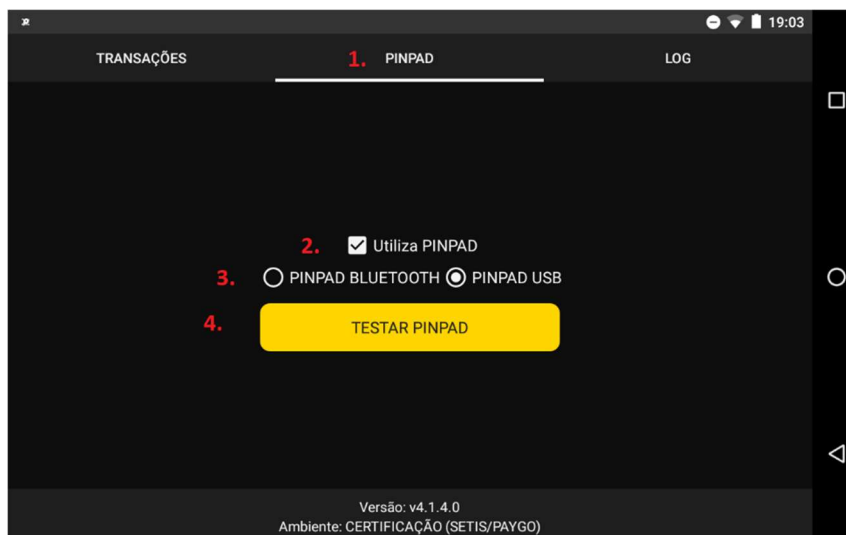 19:03
TRANSAÇÕES 1. PINPAD LOG
2. Utiliza PINPAD
3. PINPAD BLUETOOTH PINPAD USB
4. TESTAR PINPAD
Versão: v4.1.4.0
Ambiente: CERTIFICAÇÃO (SETIS/PAYGO)